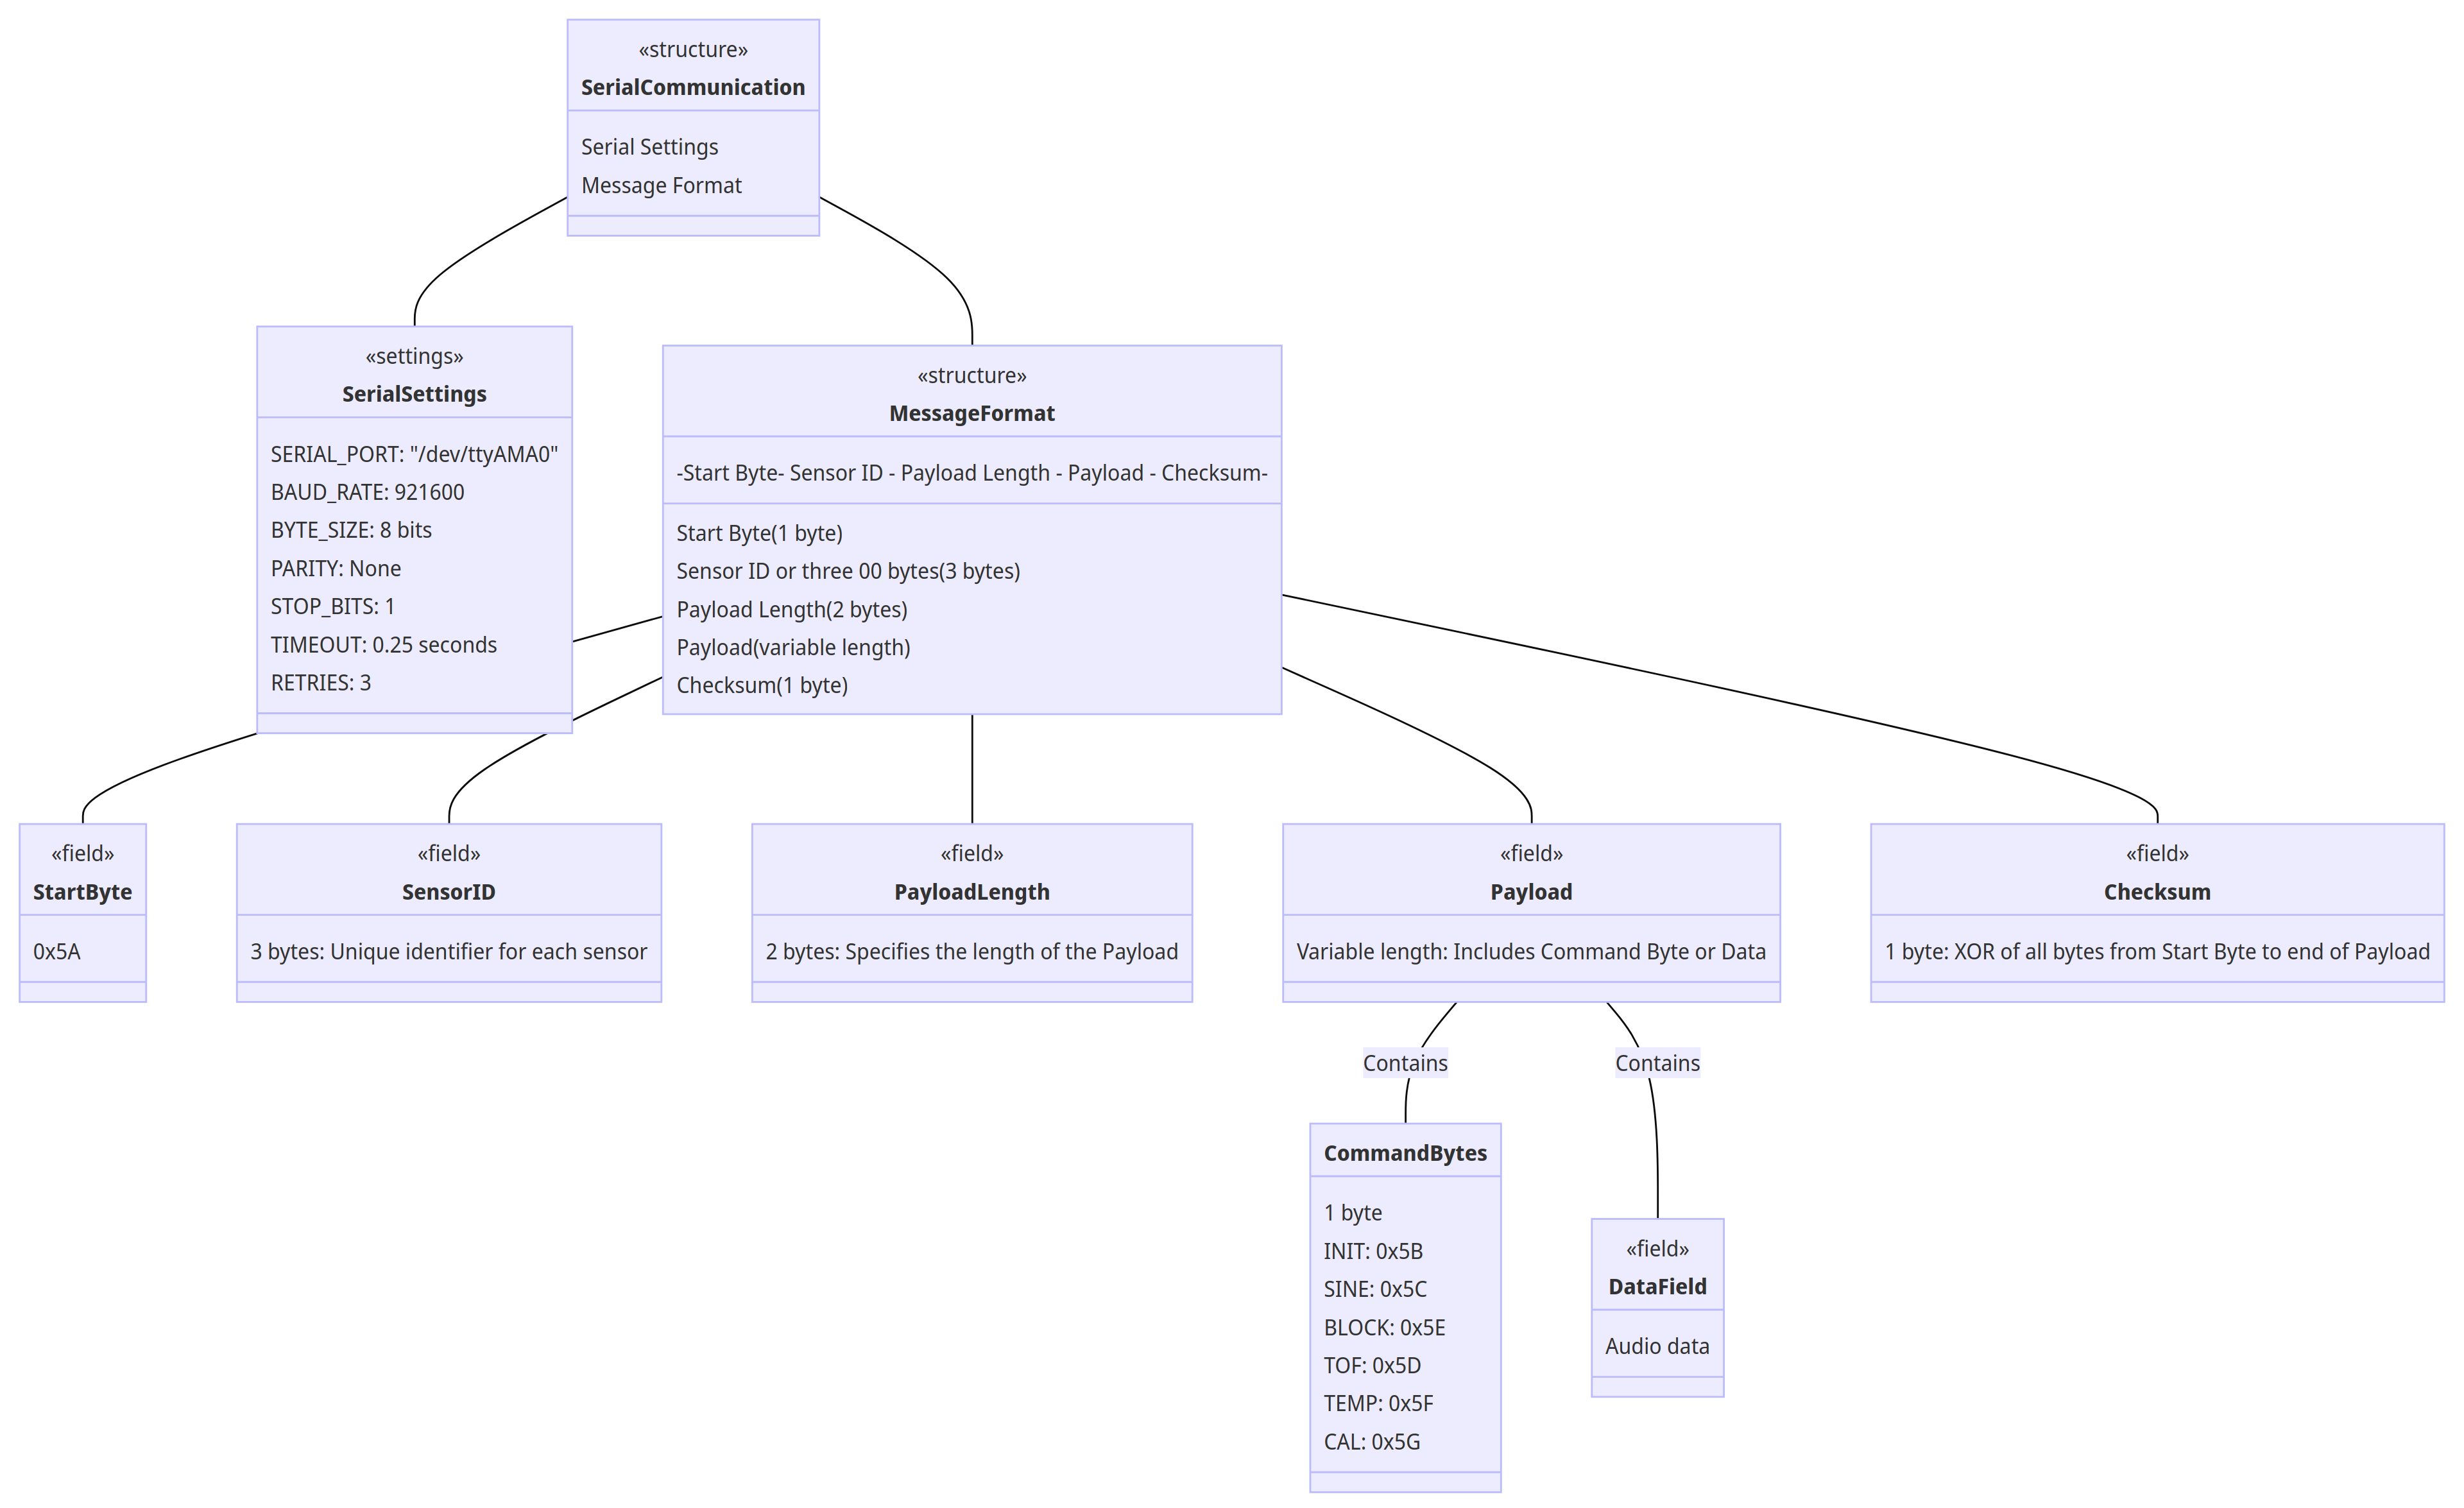 «structure»
SerialCommunication
Serial Settings
Message Format
«settings»
SerialSettings
SERIAL_PORT: "/dev/ttyAMA0"
BAUD_RATE: 921600
BYTE_SIZE: 8 bits
PARITY: None
STOP_BITS: 1
TIMEOUT: 0.25 seconds
RETRIES: 3
«structure»
MessageFormat
-Start Byte- Sensor ID - Payload Length - Payload - Checksum-
Start Byte(1 byte)
Sensor ID or three 00 bytes(3 bytes)
Payload Length(2 bytes)
Payload(variable length)
Checksum(1 byte)
«field»
StartByte
0x5A
«field»
SensorID
3 bytes: Unique identifier for each sensor
«field»
PayloadLength
2 bytes: Specifies the length of the Payload
«field»
Payload
Variable length: Includes Command Byte or Data
«field»
Checksum
1 byte: XOR of all bytes from Start Byte to end of Payload
Contains
Contains
CommandBytes
1 byte
INIT: 0x5B
SINE: 0x5C
BLOCK: 0x5E
TOF: 0x5D
TEMP: 0x5F
CAL: 0x5G
«field»
DataField
Audio data